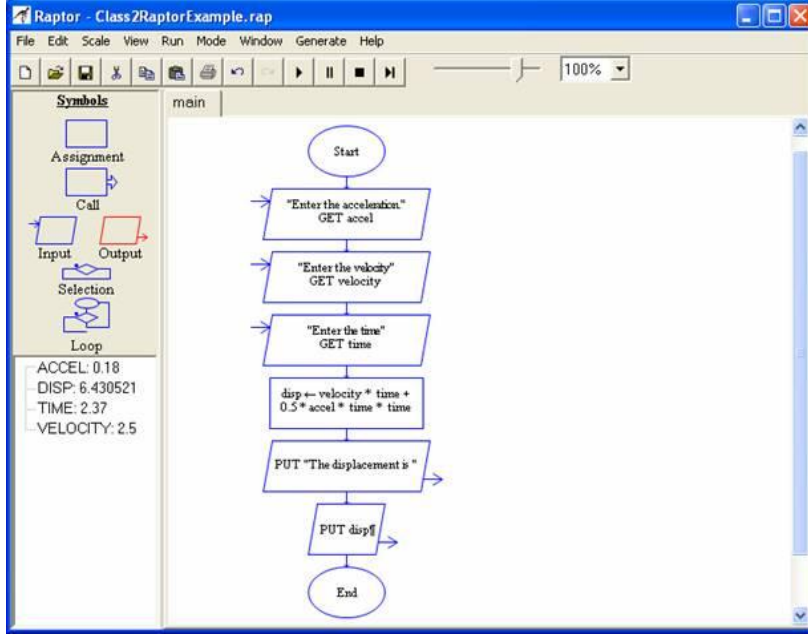 Raptor - Class2RaptorExample.rap
File Edit Scale View Run Mode Window Generate Help
100%
Symbols
Assignment
Call
Input Output
Selection
Loop
ACCEL: 0.18
DISP: 6.430521
TIME: 2.37
VELOCITY: 2.5
main
Start
"Enter the acceleration."
GET accel
"Enter the velocity"
GET velocity
"Enter the time"
GET time
disp ← velocity * time +
0.5 * accel * time * time
PUT "The displacement is "
PUT disp¶
End